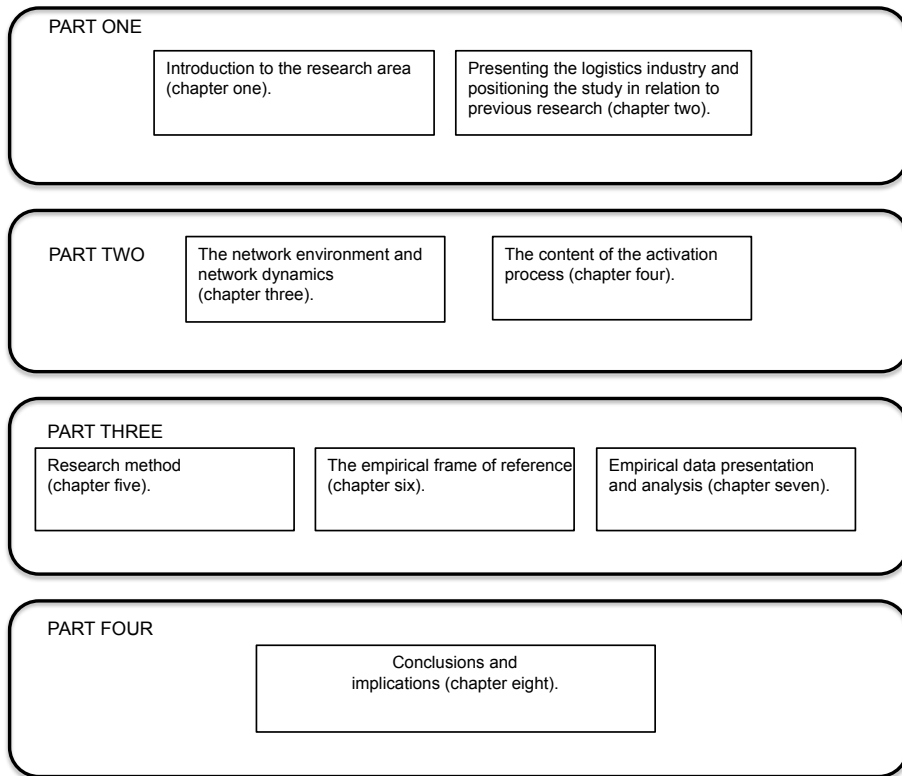 PART ONE
Introduction to the research area
(chapter one).
Presenting the logistics industry and
positioning the study in relation to
previous research (chapter two).
PART TWO
The network environment and
network dynamics
(chapter three).
The content of the activation
process (chapter four).
PART THREE
Research method
(chapter five).
The empirical frame of reference
(chapter six).
Empirical data presentation
and analysis (chapter seven).
PART FOUR
Conclusions and
implications (chapter eight).